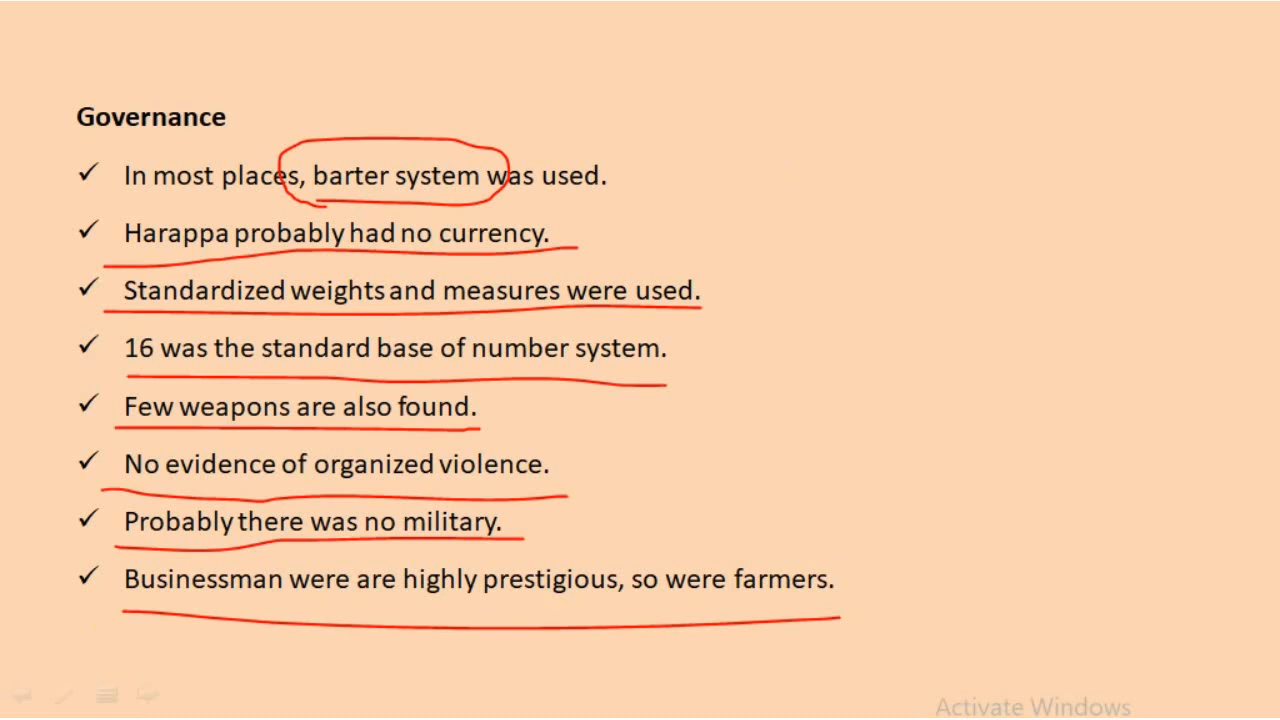 Governance
✓ In most places, barter system was used.
✓ Harappa probably had no currency.
✓ Standardized weights and measures were used.
✓ 16 was the standard base of number system.
✓ Few weapons are also found.
✓ No evidence of organized violence.
✓ Probably there was no military.
✓ Businessman were are highly prestigious, so were farmers.
Activate Windows